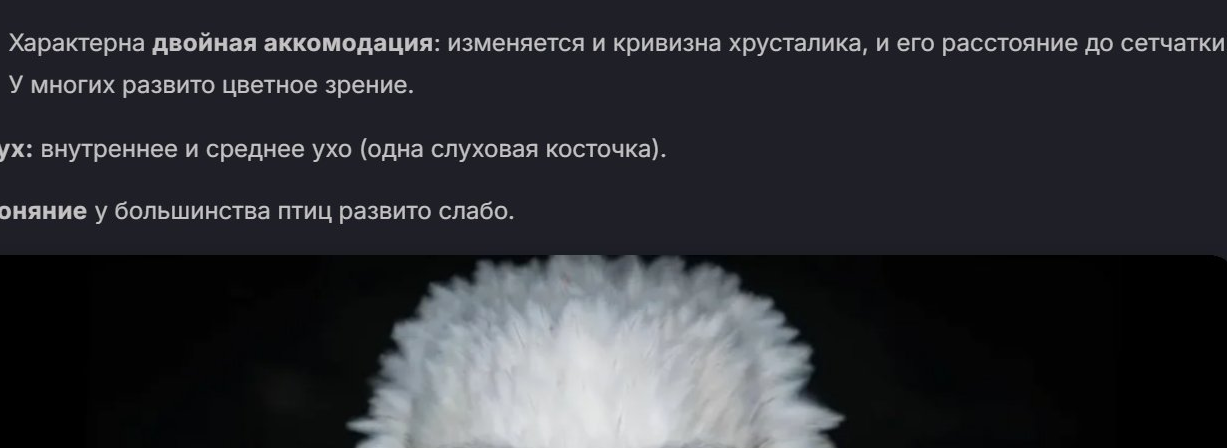 Характерна двойная аккомодация: изменяется и кривизна хрусталика, и его расстояние до сетчатки
У многих развито цветное зрение.
ух: внутреннее и среднее ухо (одна слуховая косточка).
оняние у большинства птиц развито слабо.